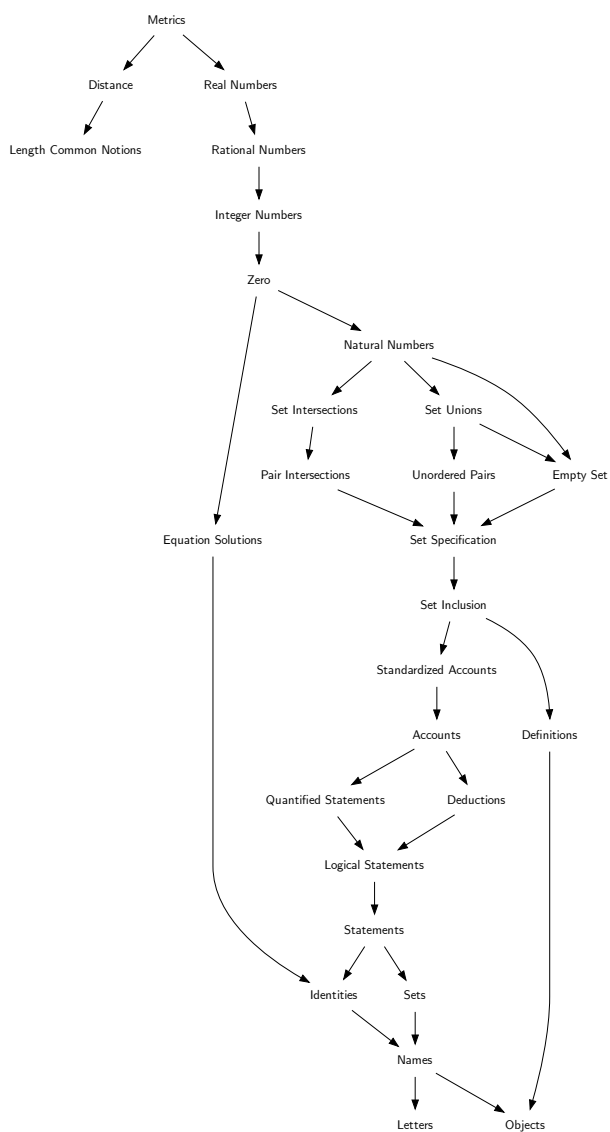 Metrics
Distance
Real Numbers
Length Common Notions
Rational Numbers
Integer Numbers
Zero
Natural Numbers
Set Intersections
Set Unions
Pair Intersections
Unordered Pairs
Empty Set
Equation Solutions
Set Specification
Set Inclusion
Standardized Accounts
Accounts
Definitions
Quantified Statements
Deductions
Logical Statements
Statements
Identities
Sets
Names
Letters
Objects